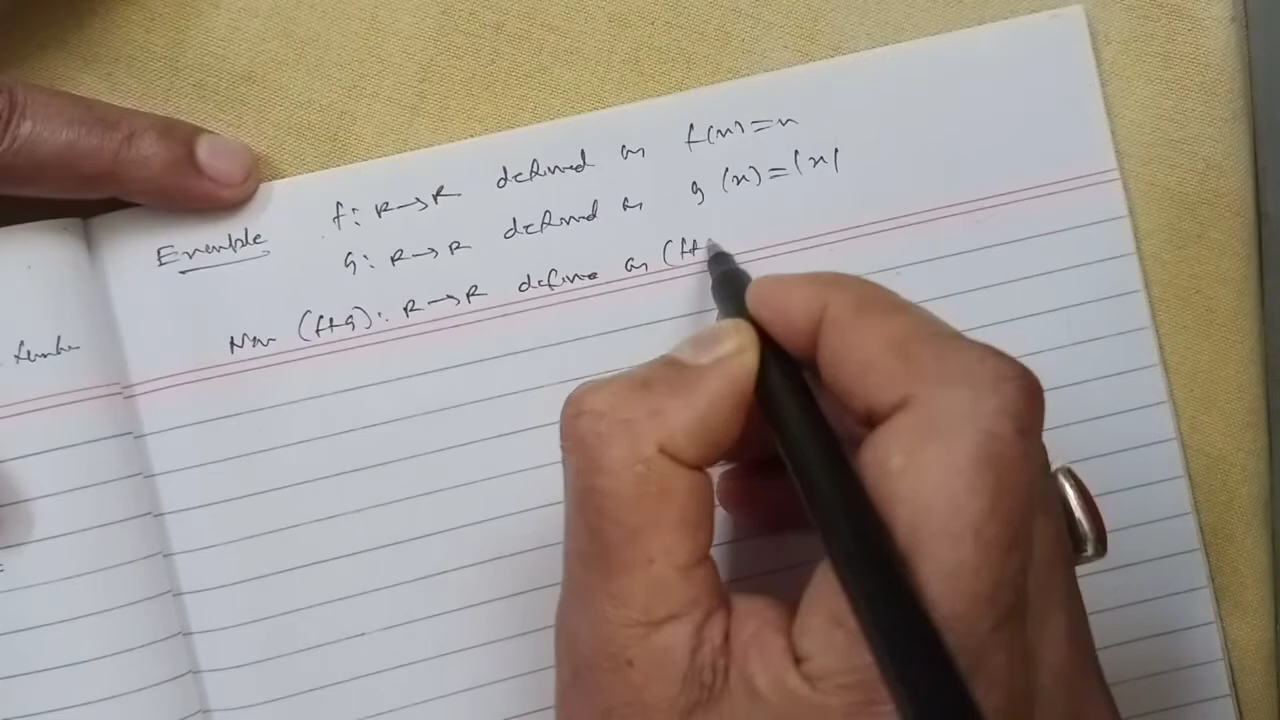 Example f: R→R defined as f(x)=x
g: R→R defined as g(x)=|x|
Now (f+g): R→R define as (f+